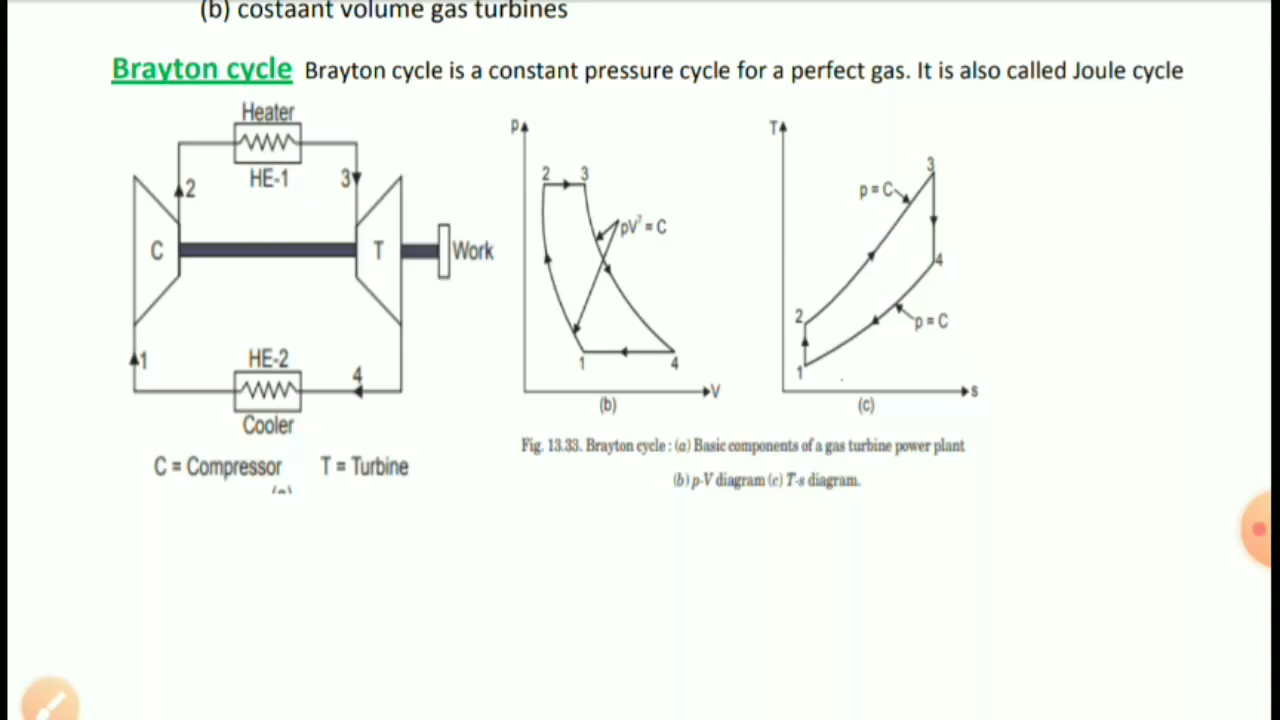 (b) costaant volume gas turbines
Brayton cycle Brayton cycle is a constant pressure cycle for a perfect gas. It is also called Joule cycle
Heater
HE-1
2
3
C
T
Work
1
HE-2
4
Cooler
C = Compressor T = Turbine
(a)
p
2 3
pVᵞ = C
1
4
V
(b)
T
3
p = C
4
2
p = C
1
s
(c)
Fig. 13.33. Brayton cycle : (a) Basic components of a gas turbine power plant
(b) p-V diagram (c) T-s diagram.